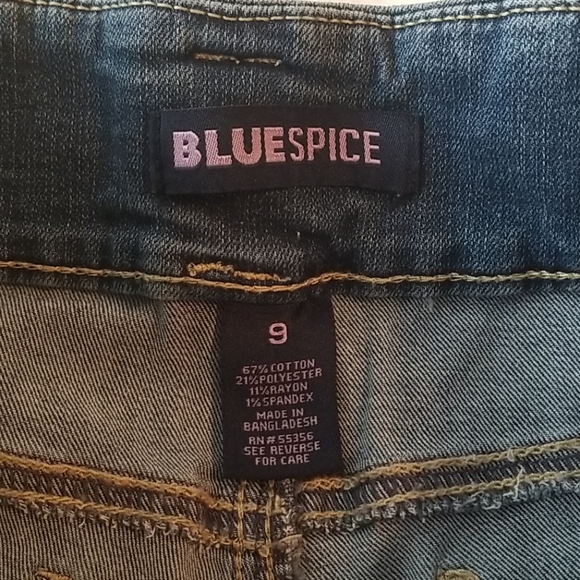 BLUESPICE
9
67% COTTON
21% POLYESTER
11% RAYON
1% SPANDEX
MADE IN
BANGLADESH
RN# 55356
SEE REVERSE
FOR CARE